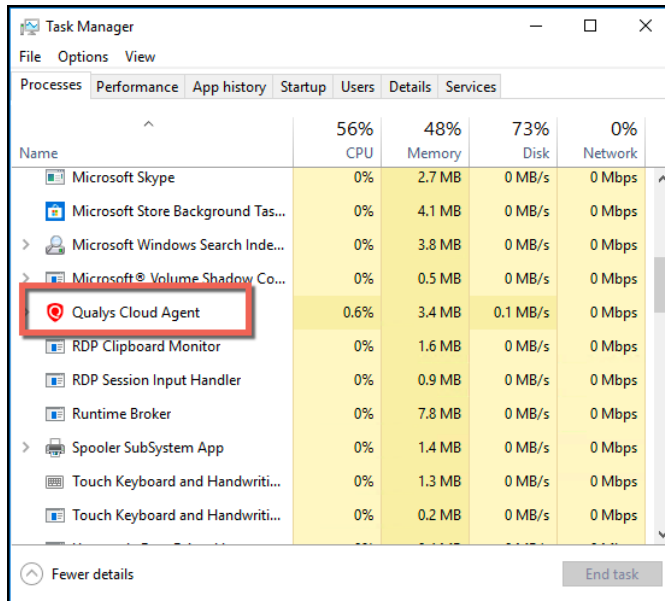 Task Manager
File Options View
Processes Performance App history Startup Users Details Services
56% 48% 73% 0%
Name CPU Memory Disk Network
Microsoft Skype 0% 2.7 MB 0 MB/s 0 Mbps
Microsoft Store Background Tas... 0% 4.1 MB 0 MB/s 0 Mbps
Microsoft Windows Search Inde... 0% 3.8 MB 0 MB/s 0 Mbps
Microsoft® Volume Shadow Co... 0% 0.5 MB 0 MB/s 0 Mbps
Qualys Cloud Agent 0.6% 3.4 MB 0.1 MB/s 0 Mbps
RDP Clipboard Monitor 0% 1.6 MB 0 MB/s 0 Mbps
RDP Session Input Handler 0% 0.9 MB 0 MB/s 0 Mbps
Runtime Broker 0% 7.8 MB 0 MB/s 0 Mbps
Spooler SubSystem App 0% 1.4 MB 0 MB/s 0 Mbps
Touch Keyboard and Handwriti... 0% 1.3 MB 0 MB/s 0 Mbps
Touch Keyboard and Handwriti... 0% 0.2 MB 0 MB/s 0 Mbps
Fewer details End task